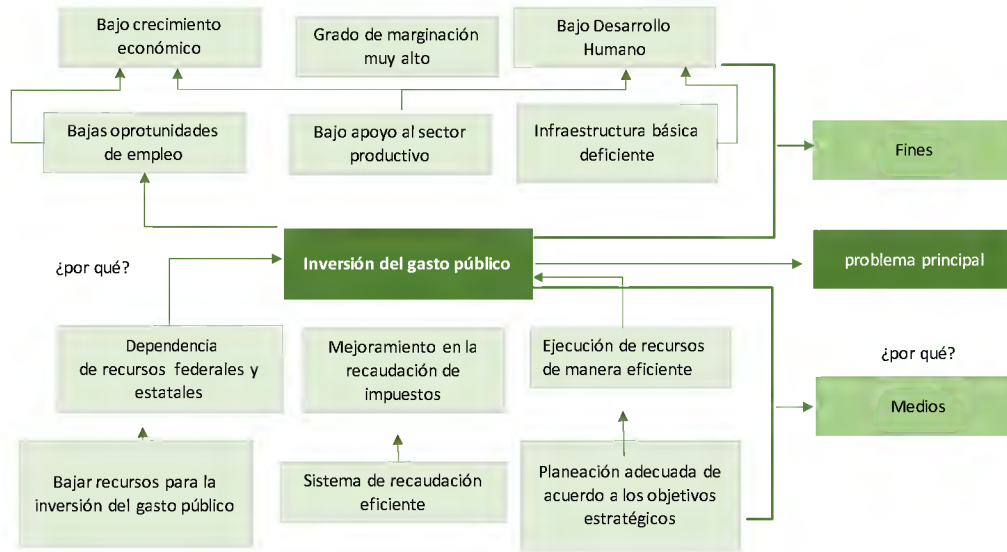 Bajo crecimiento
económico
Grado de marginación
muy alto
Bajo Desarrollo
Humano
Bajas oprotunidades
de empleo
Bajo apoyo al sector
productivo
Infraestructura básica
deficiente
Fines
¿por qué?
Inversión del gasto público
problema principal
Dependencia
de recursos federales y
estatales
Mejoramiento en la
recaudación de
impuestos
Ejecución de recursos
de manera eficiente
¿por qué?
Medios
Bajar recursos para la
inversión del gasto público
Sistema de recaudación
eficiente
Planeación adecuada de
acuerdo a los objetivos
estratégicos